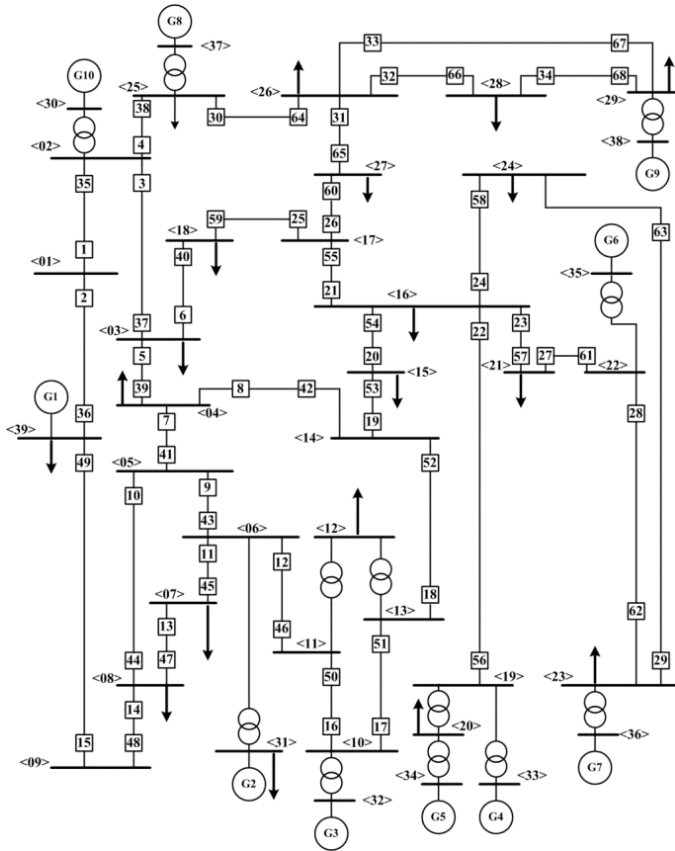 G8
33 67
<37>
G10
32 66 34 68
<25> <26> <28> <29>
<30> 38 30 64 31
4 65 <38>
<02> <27> <24> G9
35 3 60 58
59 25 26 63
<18> <17> G6
1 40 55
<01> <35>
2 21 24
<16>
6 54 22 23
37
<03> 20 57 27 61
5 <15> <21> <22>
39 8 42 53 28
G1 <04>
36 7 19
<39> <14>
49 41 52
<05>
10 9
43
<06> <12>
11 12
45 18 62
<07> <13>
13 46 51
<11>
44 47 50 56 29
<08> <19> <23>
14 16 17
15 48 <31> <10> <20> <36>
<09>
G2 <34> <33> G7
<32>
G3 G5 G4